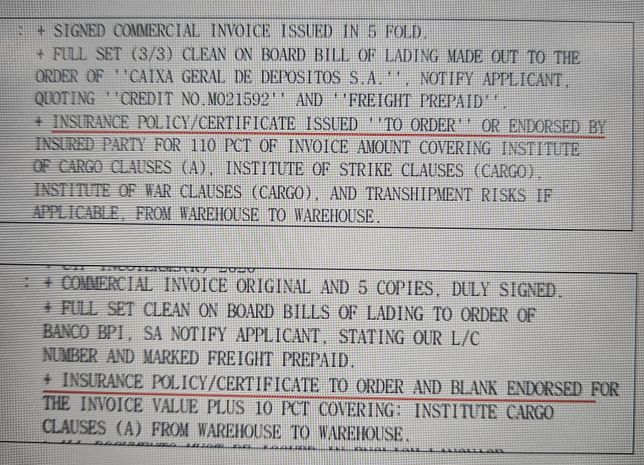 : + SIGNED COMMERCIAL INVOICE ISSUED IN 5 FOLD.
+ FULL SET (3/3) CLEAN ON BOARD BILL OF LADING MADE OUT TO THE
ORDER OF ''CAIXA GERAL DE DEPOSITOS S.A.'', NOTIFY APPLICANT,
QUOTING ''CREDIT NO.M021592'' AND ''FREIGHT PREPAID''.
+ INSURANCE POLICY/CERTIFICATE ISSUED ''TO ORDER'' OR ENDORSED BY
INSURED PARTY FOR 110 PCT OF INVOICE AMOUNT COVERING INSTITUTE
OF CARGO CLAUSES (A), INSTITUTE OF STRIKE CLAUSES (CARGO),
INSTITUTE OF WAR CLAUSES (CARGO), AND TRANSHIPMENT RISKS IF
APPLICABLE, FROM WAREHOUSE TO WAREHOUSE.
: + COMMERCIAL INVOICE ORIGINAL AND 5 COPIES, DULY SIGNED.
+ FULL SET CLEAN ON BOARD BILLS OF LADING TO ORDER OF
BANCO BPI, SA NOTIFY APPLICANT, STATING OUR L/C
NUMBER AND MARKED FREIGHT PREPAID.
+ INSURANCE POLICY/CERTIFICATE TO ORDER AND BLANK ENDORSED FOR
THE INVOICE VALUE PLUS 10 PCT COVERING: INSTITUTE CARGO
CLAUSES (A) FROM WAREHOUSE TO WAREHOUSE.